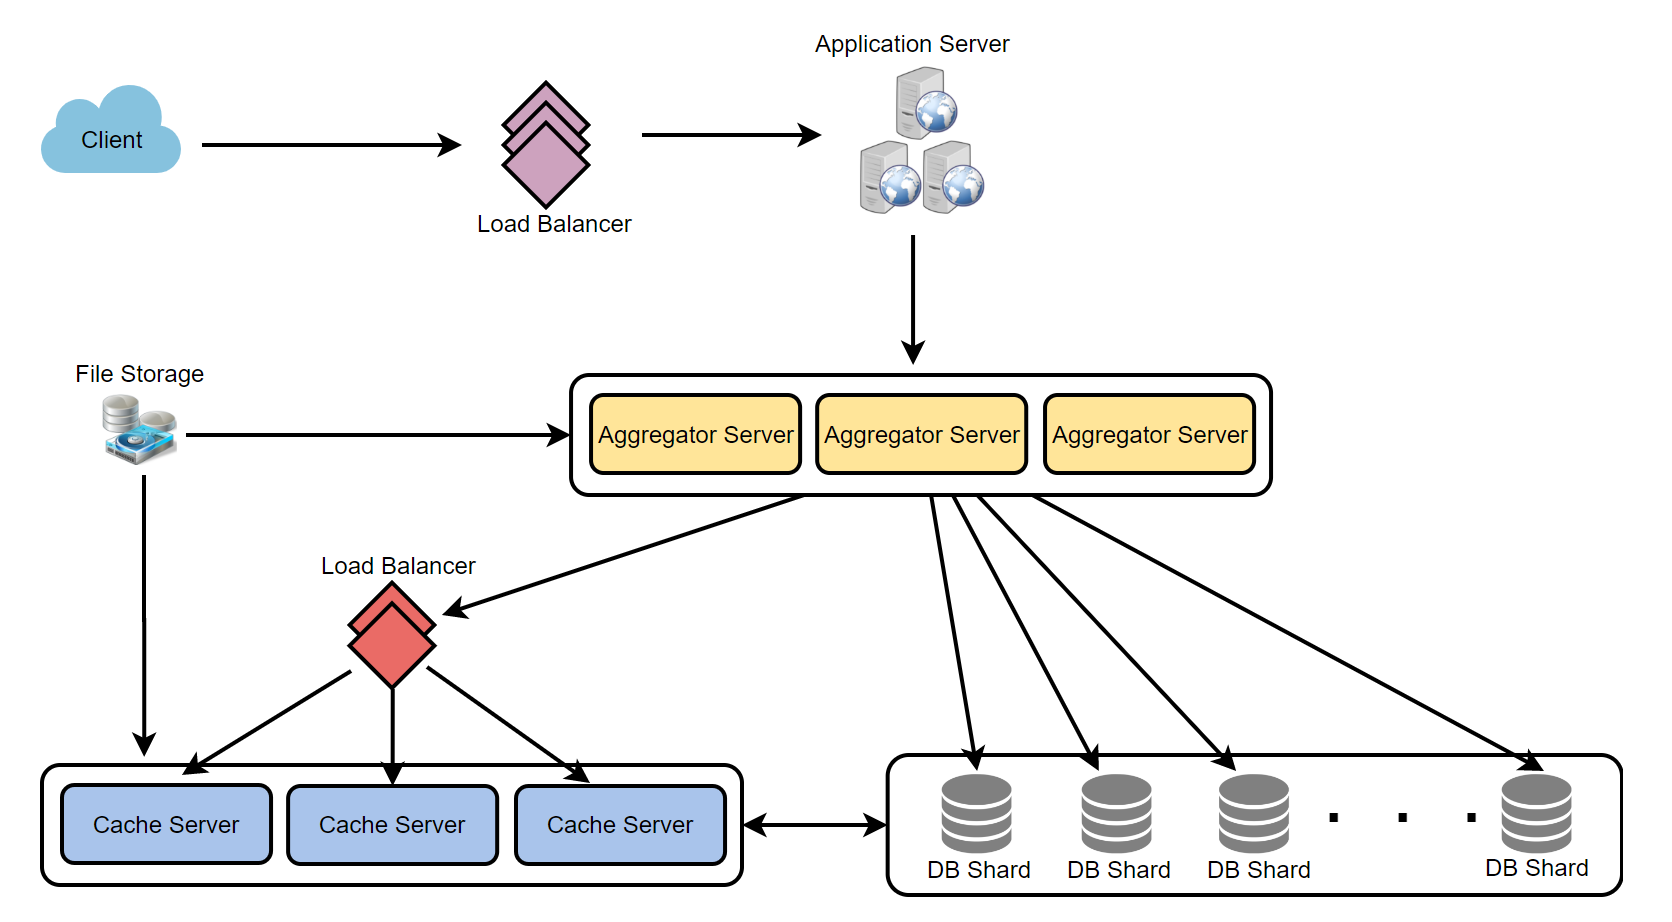 Application Server
Client
Load Balancer
File Storage
Aggregator Server
Aggregator Server
Aggregator Server
Load Balancer
Cache Server
Cache Server
Cache Server
DB Shard
DB Shard
DB Shard
DB Shard